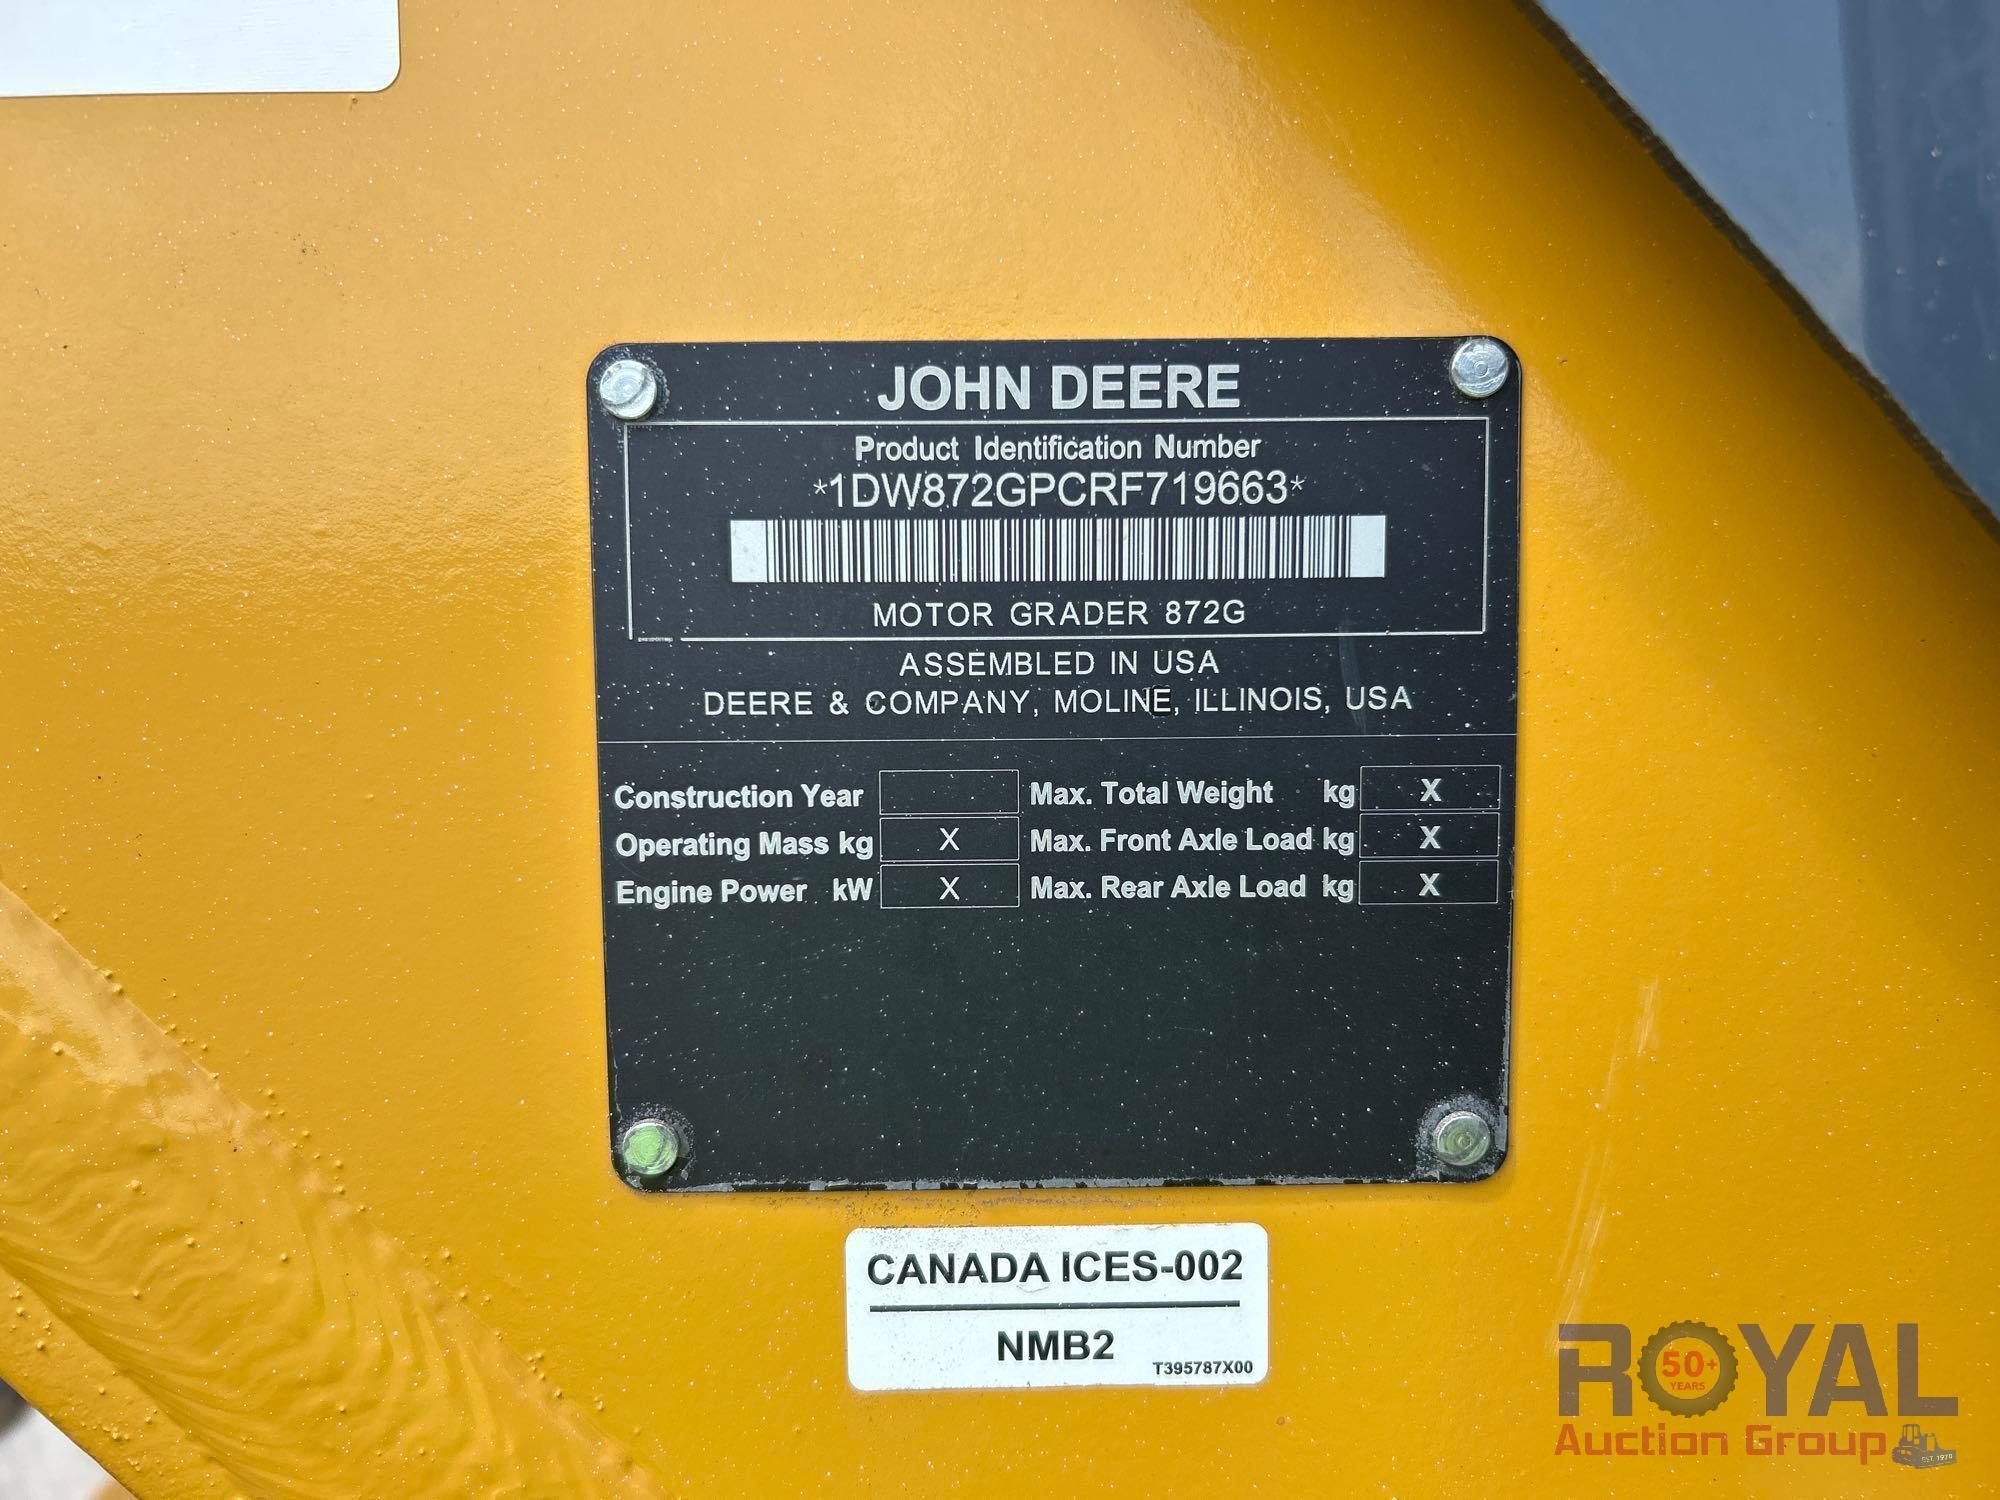 JOHN DEERE
Product Identification Number
*1DW872GPCRF719663*
MOTOR GRADER 872G
ASSEMBLED IN USA
DEERE & COMPANY, MOLINE, ILLINOIS, USA
Construction Year Max. Total Weight kg X
Operating Mass kg X Max. Front Axle Load kg X
Engine Power kW X Max. Rear Axle Load kg X
CANADA ICES-002
NMB2
T395787X00
ROYAL
50+
YEARS
Auction Group
EST. 1970